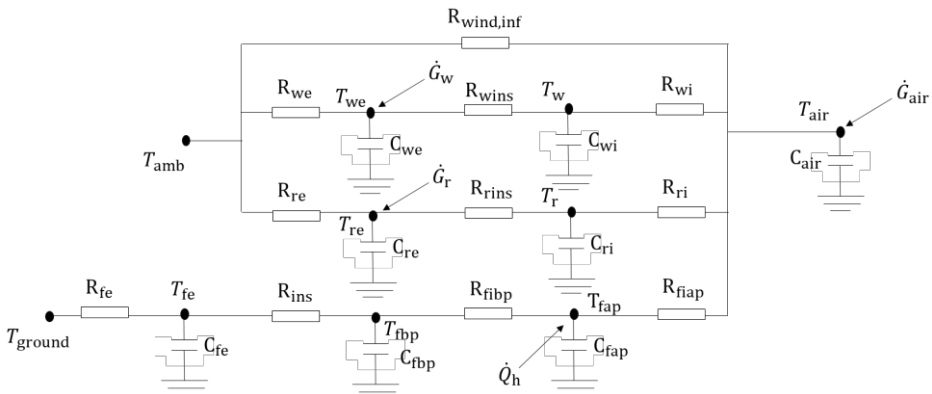 R_wind,inf
R_we
T_we
Ġ_w
R_wins
T_w
R_wi
T_air
Ġ_air
C_we
C_wi
C_air
T_amb
R_re
Ġ_r
R_rins
T_r
R_ri
T_re
C_re
C_ri
R_fe
T_fe
R_ins
R_fibp
T_fap
R_fiap
T_ground
C_fe
T_fbp
C_fbp
C_fap
Q̇_h